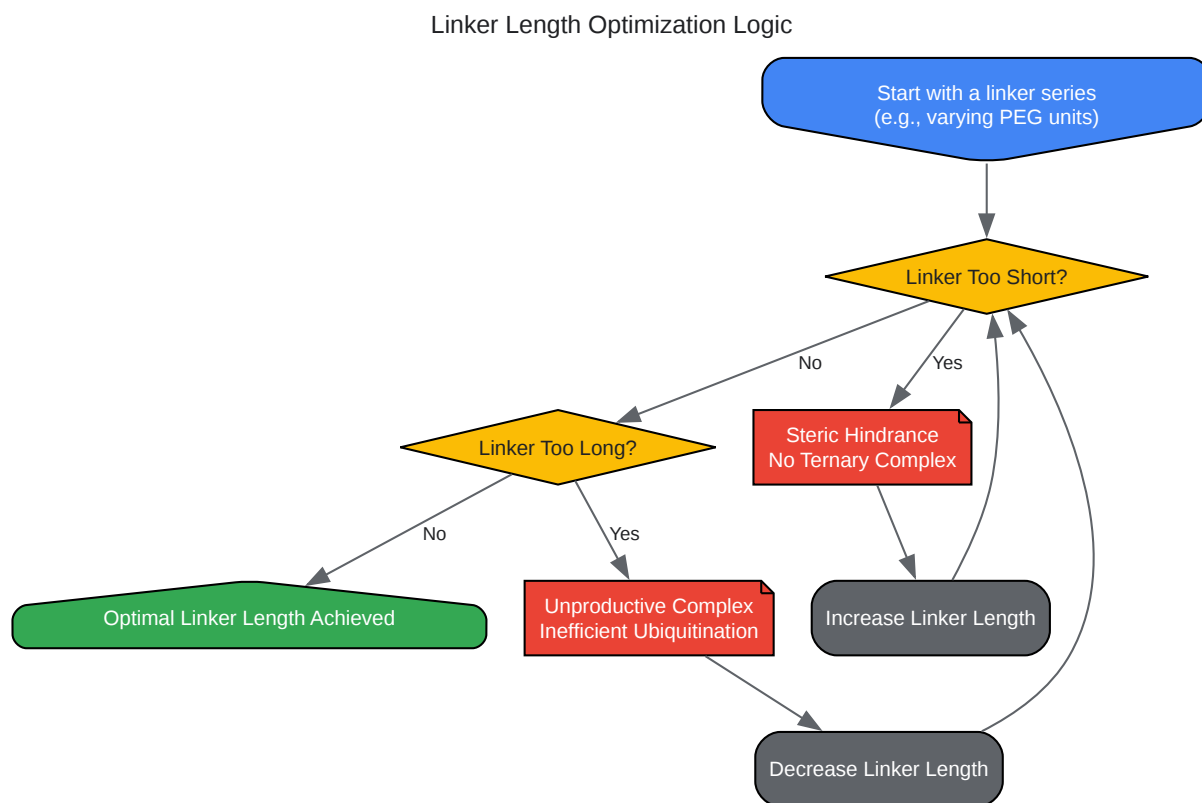 Linker Length Optimization Logic
Start with a linker series
(e.g., varying PEG units)
Linker Too Short?
No
Yes
Linker Too Long?
Steric Hindrance
No Ternary Complex
No
Yes
Optimal Linker Length Achieved
Unproductive Complex
Inefficient Ubiquitination
Increase Linker Length
Decrease Linker Length